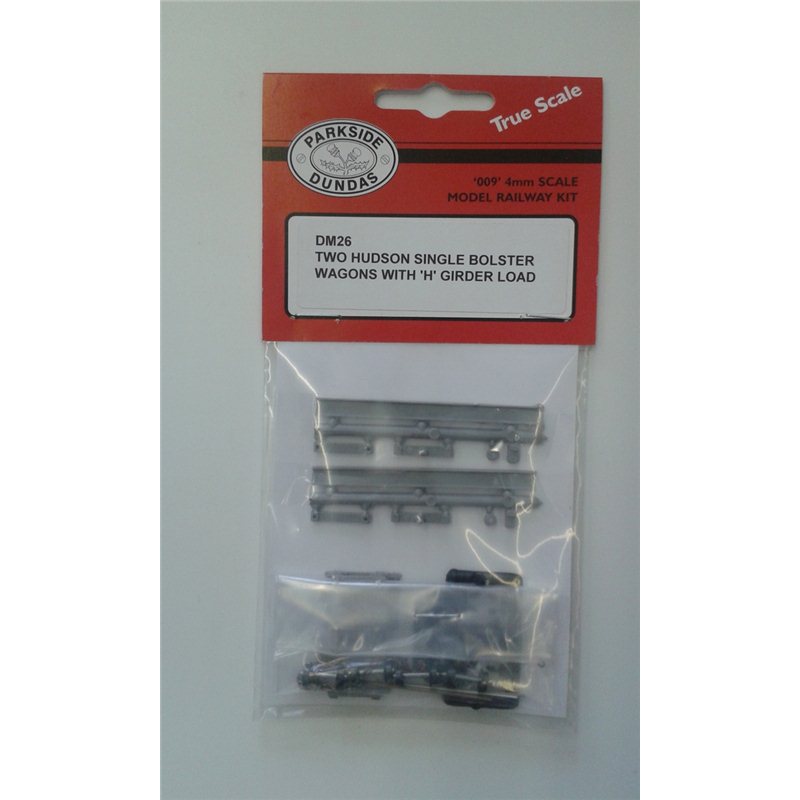 True Scale
PARKSIDE
DUNDAS
'009' 4mm SCALE
MODEL RAILWAY KIT
DM26
TWO HUDSON SINGLE BOLSTER
WAGONS WITH 'H' GIRDER LOAD